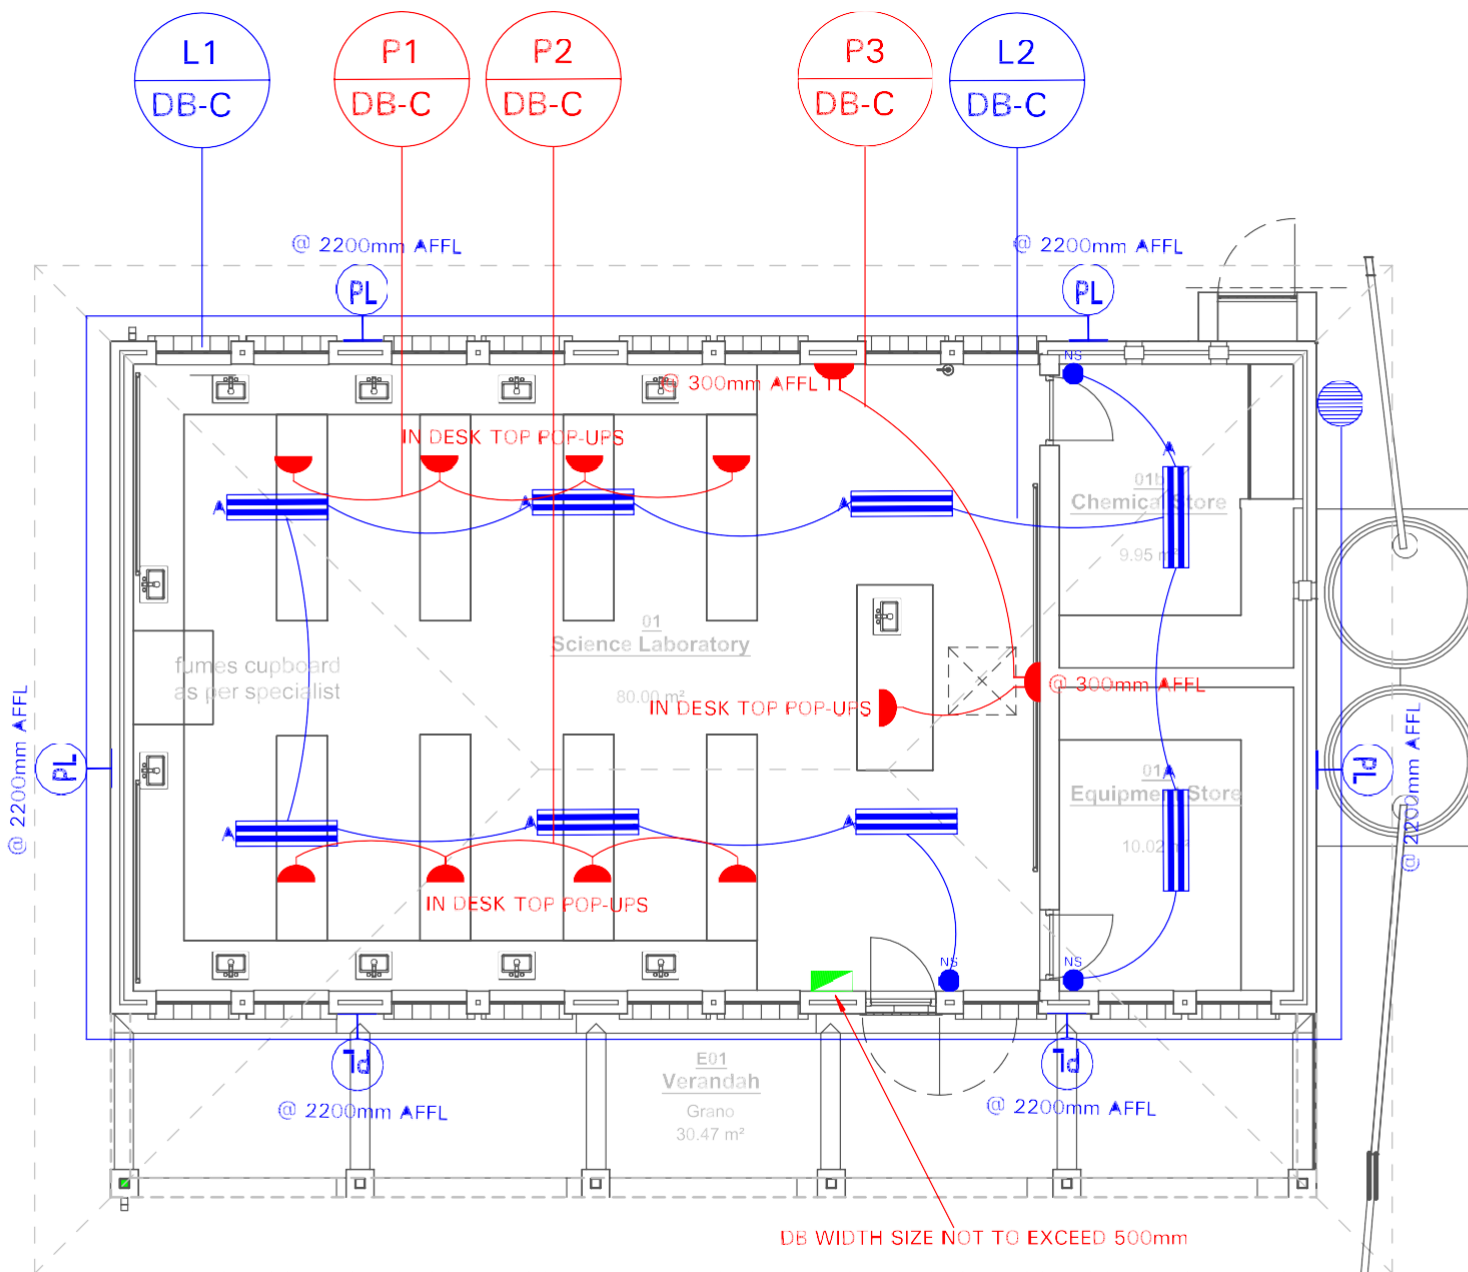 L1
DB-C
P1
DB-C
P2
DB-C
P3
DB-C
L2
DB-C
@ 2200mm AFFL
@ 2200mm AFFL
PL
PL
NS
@ 300mm AFFL
IN DESK TOP POP-UPS
A
A
A
A
01b
Chemical Store
9.95 m²
01
Science Laboratory
80.00 m²
fumes cupboard
as per specialist
IN DESK TOP POP-UPS
@ 300mm AFFL
@ 2200mm AFFL
PL
PL
@ 2200mm AFFL
A
Equipment Store
10.02 m²
A
A
A
IN DESK TOP POP-UPS
NS
NS
PL
PL
@ 2200mm AFFL
@ 2200mm AFFL
E01
Verandah
Grano
30.47 m²
DB WIDTH SIZE NOT TO EXCEED 500mm